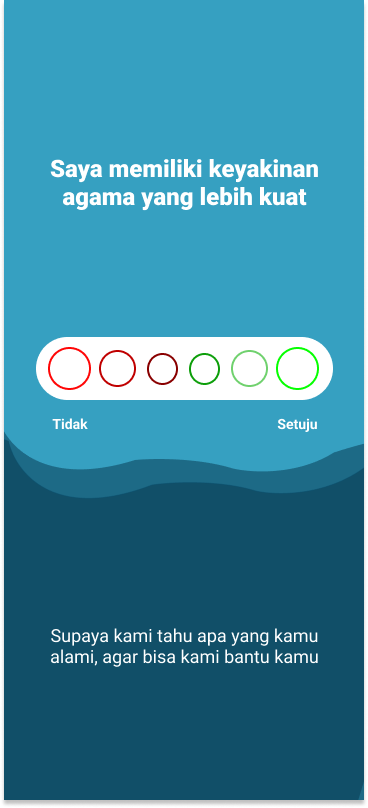 Saya memiliki keyakinan
agama yang lebih kuat
Tidak
Setuju
Supaya kami tahu apa yang kamu
alami, agar bisa kami bantu kamu